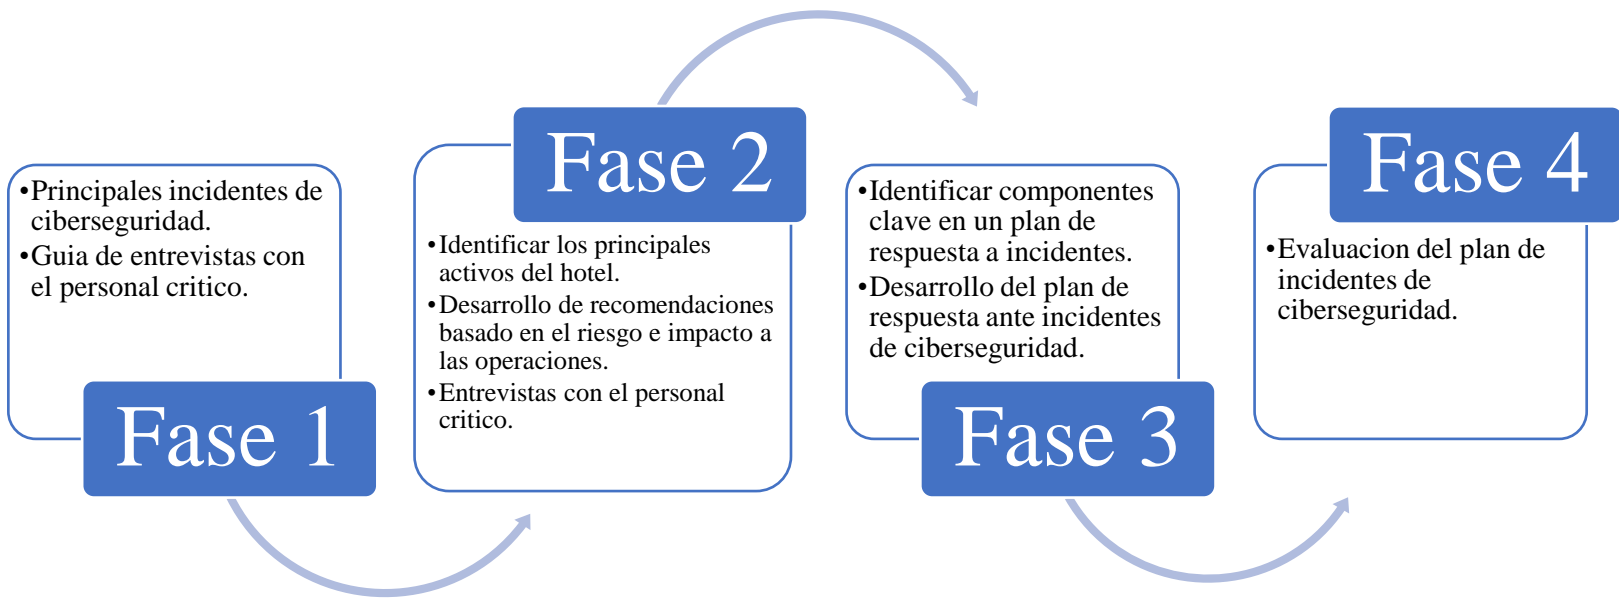 •Principales incidentes de
ciberseguridad.
•Guia de entrevistas con
el personal critico.
Fase 1
Fase 2
•Identificar los principales
activos del hotel.
•Desarrollo de recomendaciones
basado en el riesgo e impacto a
las operaciones.
•Entrevistas con el personal
critico.
•Identificar componentes
clave en un plan de
respuesta a incidentes.
•Desarrollo del plan de
respuesta ante incidentes
de ciberseguridad.
Fase 3
Fase 4
•Evaluacion del plan de
incidentes de
ciberseguridad.